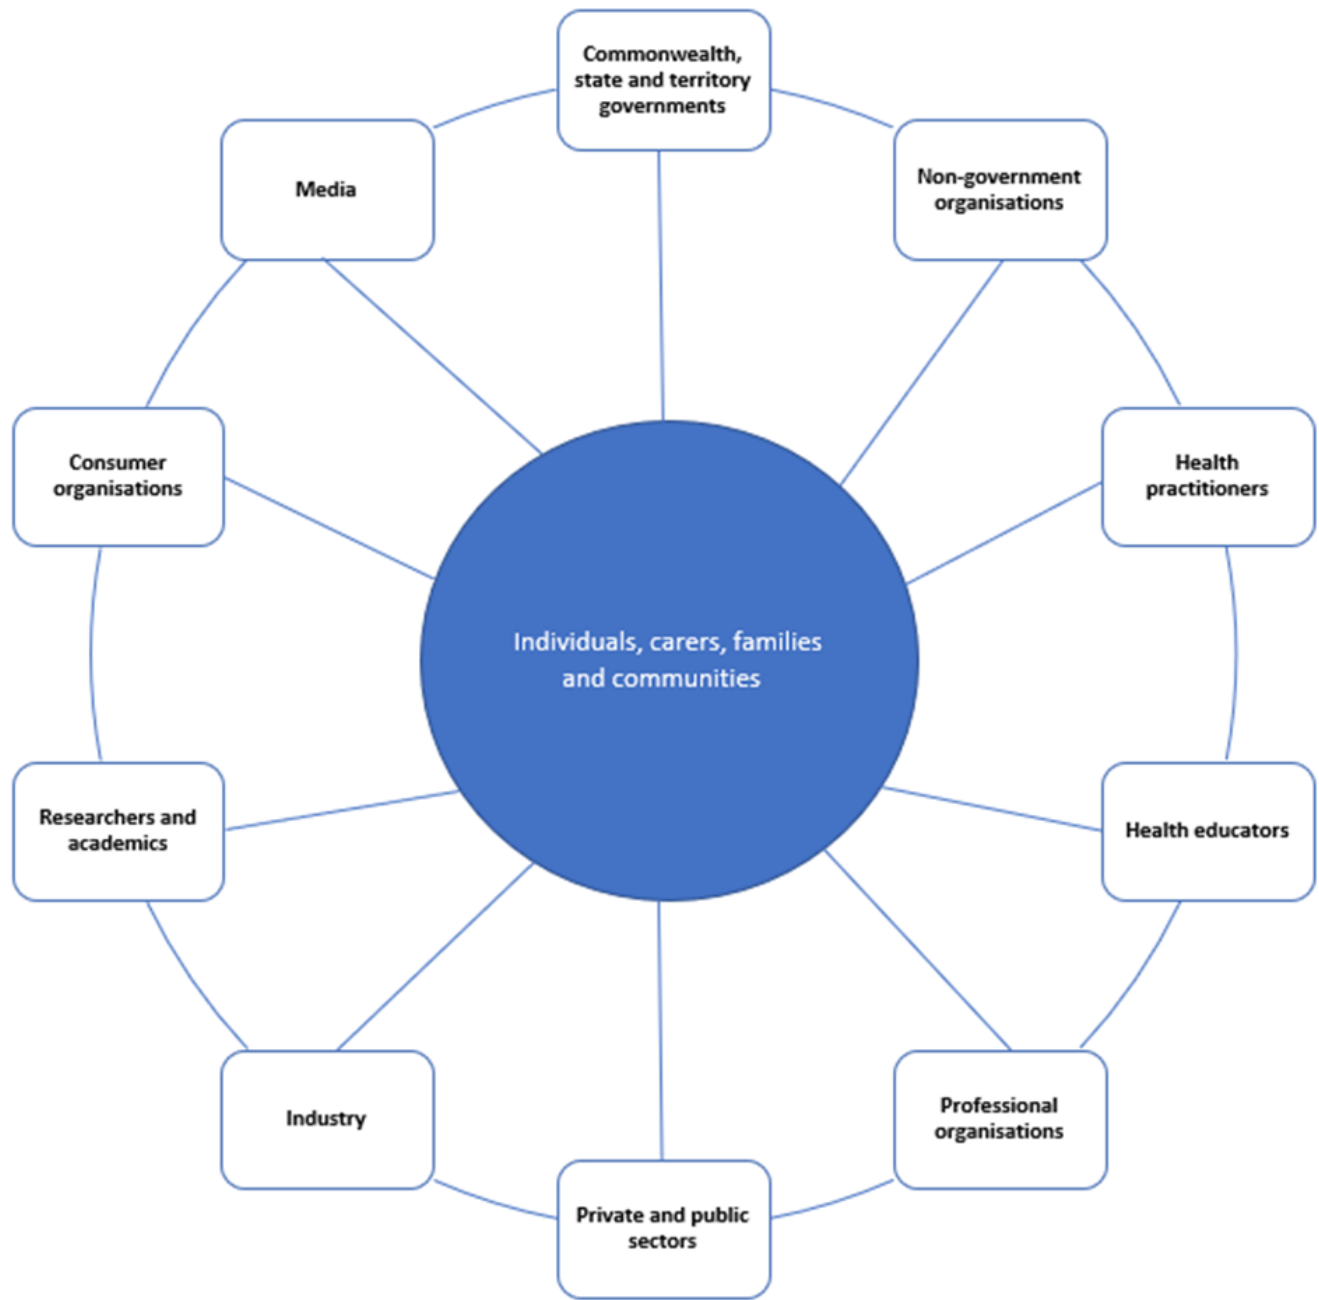 Commonwealth,
state and territory
governments
Non-government
organisations
Media
Health
practitioners
Consumer
organisations
Individuals, carers, families
and communities
Health educators
Researchers and
academics
Professional
organisations
Industry
Private and public
sectors